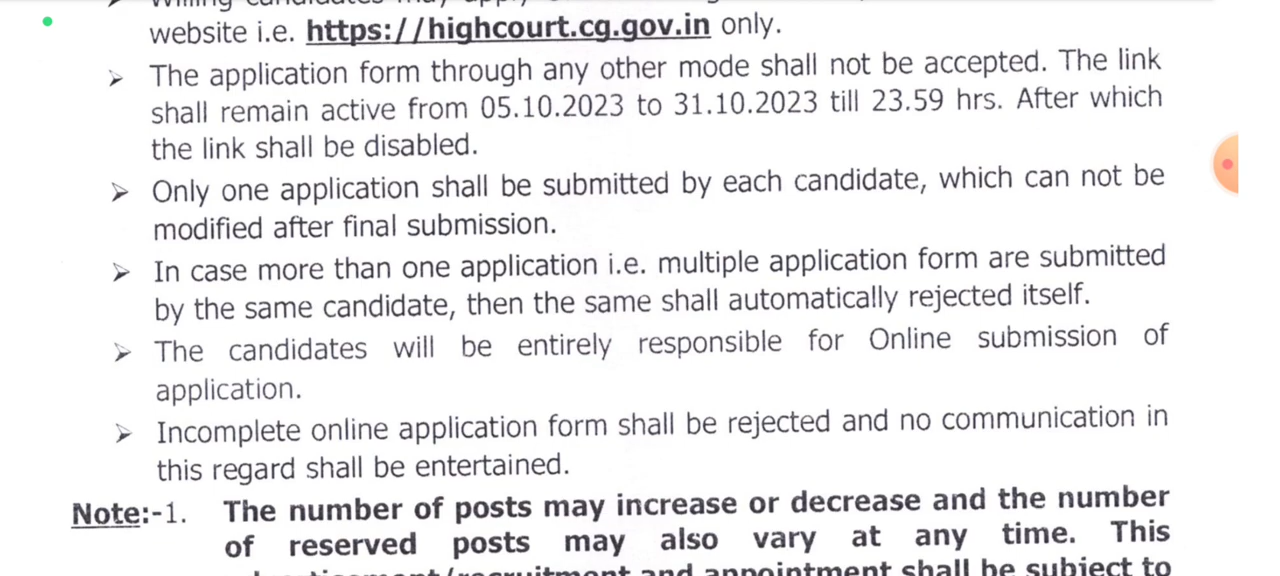 website i.e. https://highcourt.cg.gov.in only.
➢ The application form through any other mode shall not be accepted. The link
shall remain active from 05.10.2023 to 31.10.2023 till 23.59 hrs. After which
the link shall be disabled.
➢ Only one application shall be submitted by each candidate, which can not be
modified after final submission.
➢ In case more than one application i.e. multiple application form are submitted
by the same candidate, then the same shall automatically rejected itself.
➢ The candidates will be entirely responsible for Online submission of
application.
➢ Incomplete online application form shall be rejected and no communication in
this regard shall be entertained.
Note:-1. The number of posts may increase or decrease and the number
of reserved posts may also vary at any time. This
and appointment shall be subject to